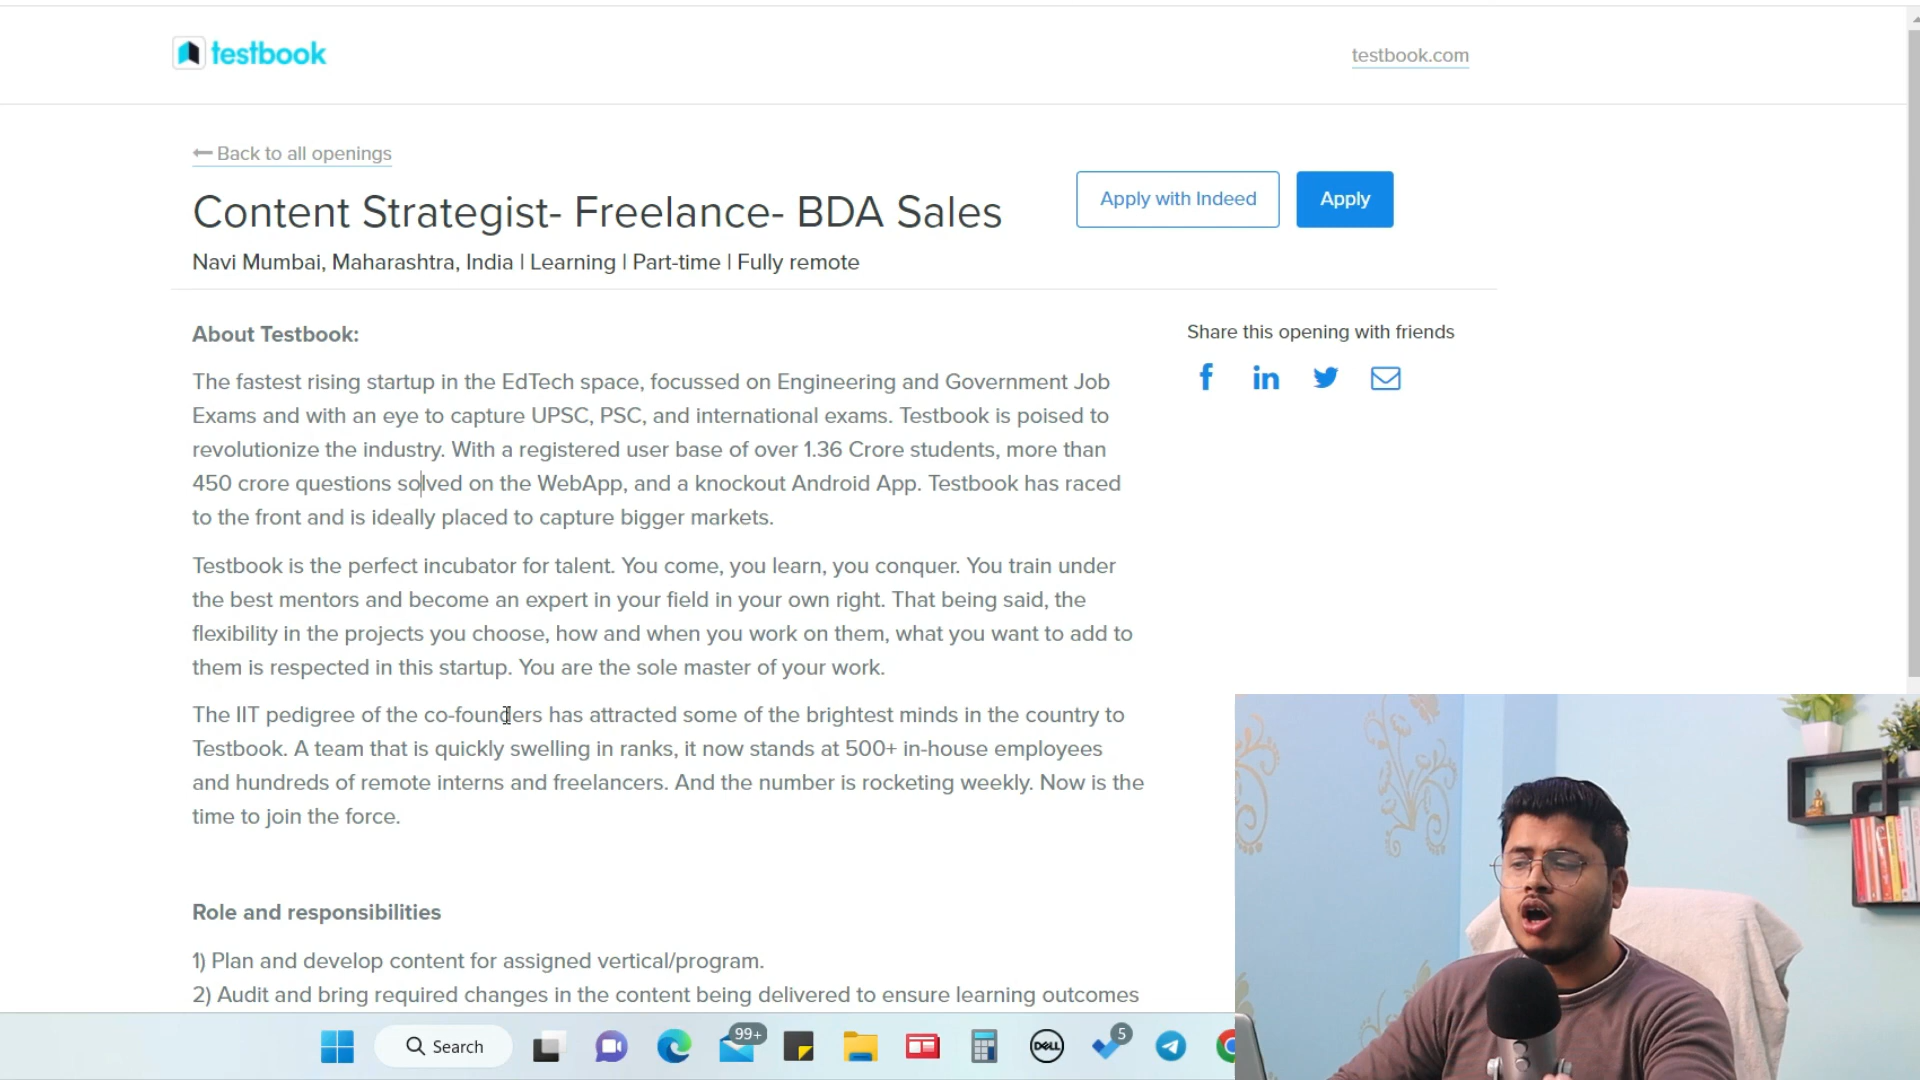 testbook
testbook.com
Back to all openings
Content Strategist- Freelance- BDA Sales
Apply with Indeed
Apply
Navi Mumbai, Maharashtra, India | Learning | Part-time | Fully remote
About Testbook:
Share this opening with friends
The fastest rising startup in the EdTech space, focussed on Engineering and Government Job
Exams and with an eye to capture UPSC, PSC, and international exams. Testbook is poised to
revolutionize the industry. With a registered user base of over 1.36 Crore students, more than
450 crore questions solved on the WebApp, and a knockout Android App. Testbook has raced
to the front and is ideally placed to capture bigger markets.
Testbook is the perfect incubator for talent. You come, you learn, you conquer. You train under
the best mentors and become an expert in your field in your own right. That being said, the
flexibility in the projects you choose, how and when you work on them, what you want to add to
them is respected in this startup. You are the sole master of your work.
The IIT pedigree of the co-founders has attracted some of the brightest minds in the country to
Testbook. A team that is quickly swelling in ranks, it now stands at 500+ in-house employees
and hundreds of remote interns and freelancers. And the number is rocketing weekly. Now is the
time to join the force.
Role and responsibilities
1) Plan and develop content for assigned vertical/program.
2) Audit and bring required changes in the content being delivered to ensure learning outcomes
Search
99+
DELL
5